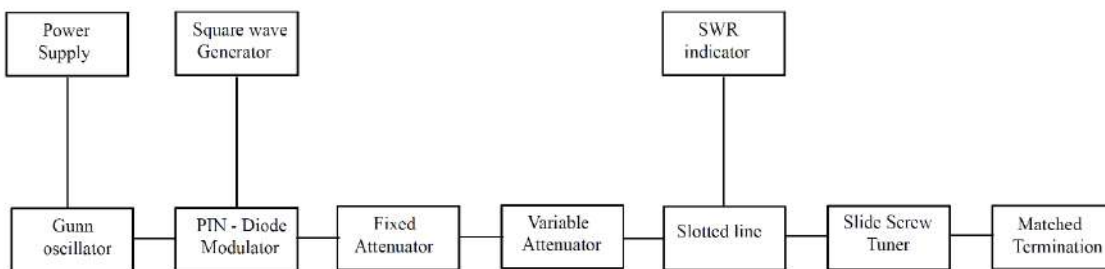 Power
Supply
Square wave
Generator
SWR
indicator
Gunn
oscillator
PIN - Diode
Modulator
Fixed
Attenuator
Variable
Attenuator
Slotted line
Slide Screw
Tuner
Matched
Termination